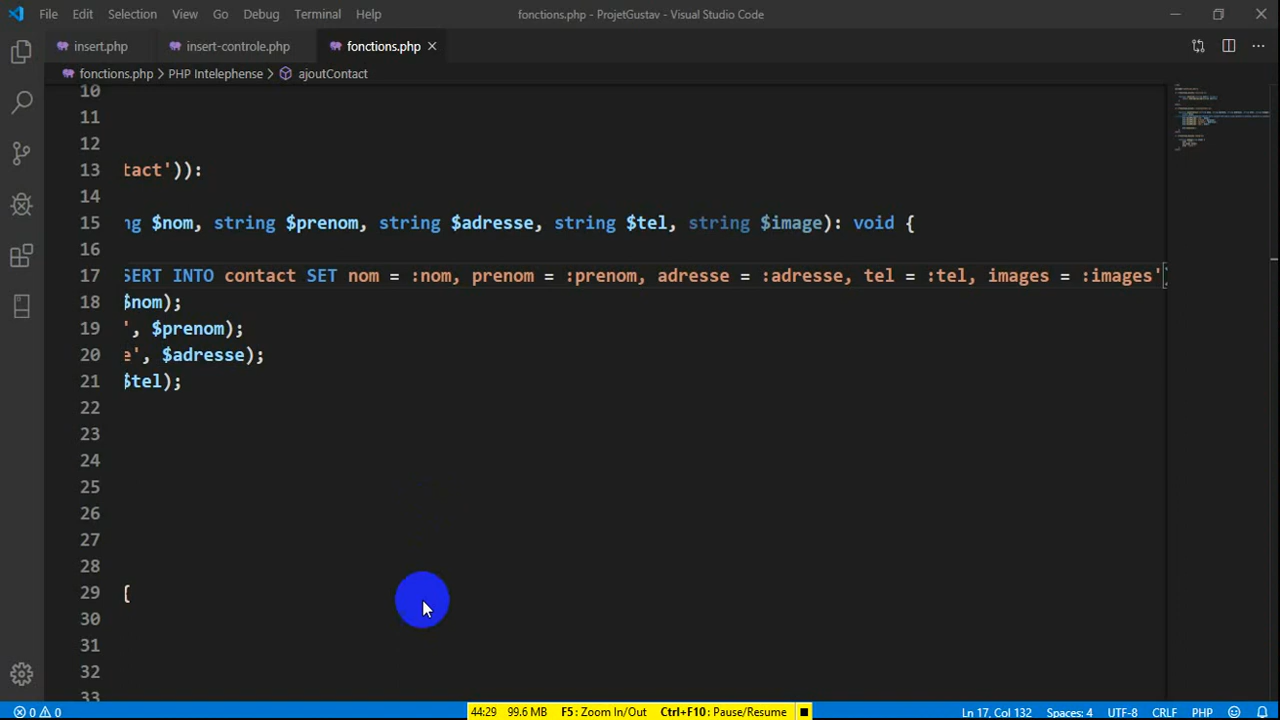 File Edit Selection View Go Debug Terminal Help fonctions.php - ProjetGustav - Visual Studio Code
insert.php insert-controle.php fonctions.php
fonctions.php > PHP Intelephense > ajoutContact
10
11
12
13 tact')):
14
15 ng $nom, string $prenom, string $adresse, string $tel, string $image): void {
16
17 SERT INTO contact SET nom = :nom, prenom = :prenom, adresse = :adresse, tel = :tel, images = :images')
18 $nom);
19 ', $prenom);
20 e', $adresse);
21 $tel);
22
23
24
25
26
27
28
29 {
30
31
32
33
0 0 44:29 99.6 MB F5: Zoom In/Out Ctrl+F10: Pause/Resume Ln 17, Col 132 Spaces: 4 UTF-8 CRLF PHP